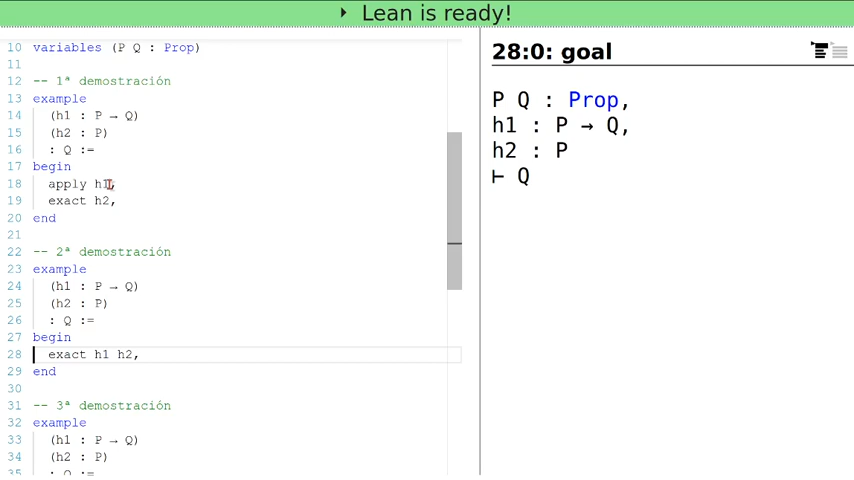 Lean is ready!
10 variables (P Q : Prop)
11
12 -- 1ª demostración
13 example
14 (h1 : P → Q)
15 (h2 : P)
16 : Q :=
17 begin
18 apply h1,
19 exact h2,
20 end
21
22 -- 2ª demostración
23 example
24 (h1 : P → Q)
25 (h2 : P)
26 : Q :=
27 begin
28 exact h1 h2,
29 end
30
31 -- 3ª demostración
32 example
33 (h1 : P → Q)
34 (h2 : P)
35 : Q :=
28:0: goal
P Q : Prop,
h1 : P → Q,
h2 : P
⊢ Q